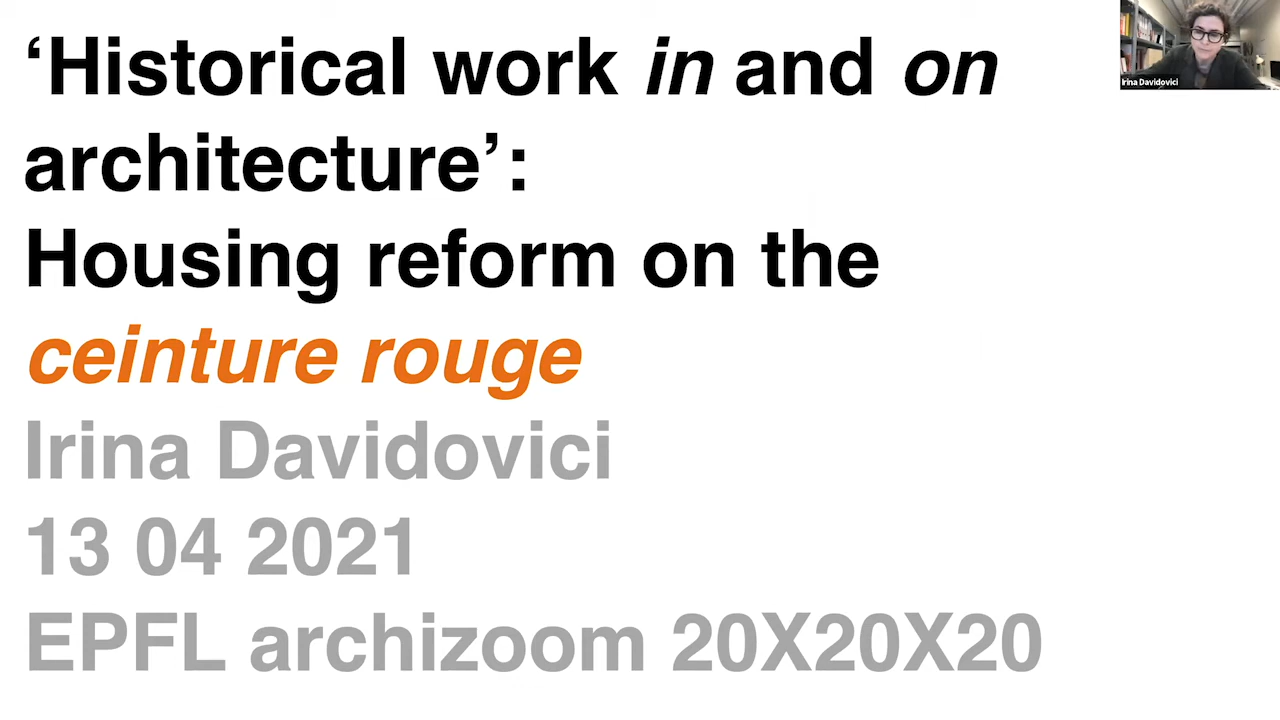 ‘Historical work in and on
architecture’:
Housing reform on the
ceinture rouge
Irina Davidovici
13 04 2021
EPFL archizoom 20X20X20
Irina Davidovici